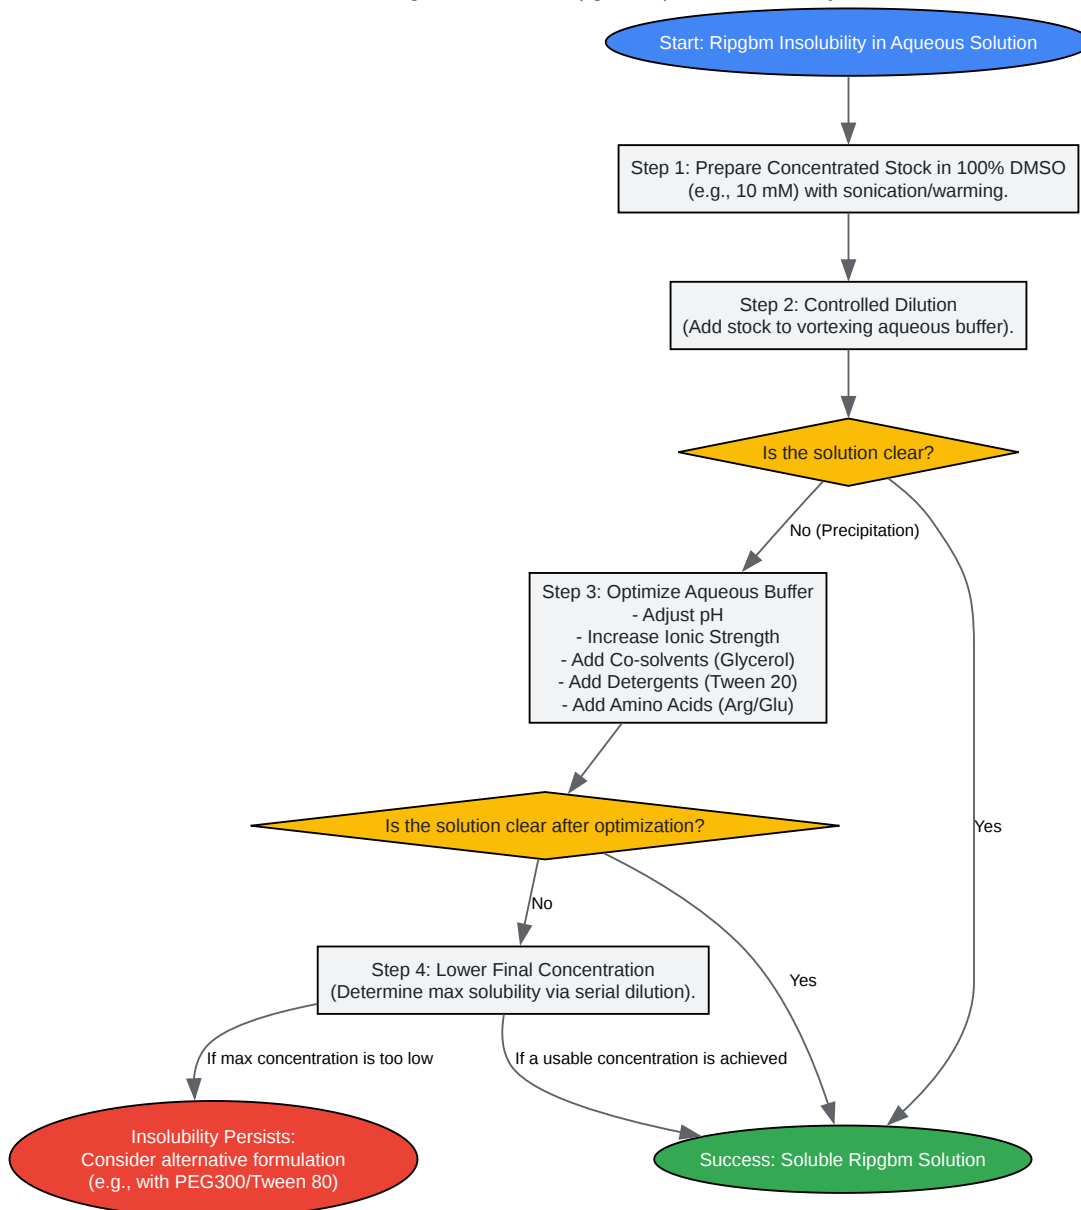 Start: Ripgbm Insolubility in Aqueous Solution
Step 1: Prepare Concentrated Stock in 100% DMSO
(e.g., 10 mM) with sonication/warming.
Step 2: Controlled Dilution
(Add stock to vortexing aqueous buffer).
Is the solution clear?
No (Precipitation)
Step 3: Optimize Aqueous Buffer
- Adjust pH
- Increase Ionic Strength
- Add Co-solvents (Glycerol)
- Add Detergents (Tween 20)
- Add Amino Acids (Arg/Glu)
Is the solution clear after optimization?
Yes
No
Step 4: Lower Final Concentration
(Determine max solubility via serial dilution).
Yes
If max concentration is too low
If a usable concentration is achieved
Insolubility Persists:
Consider alternative formulation
(e.g., with PEG300/Tween 80)
Success: Soluble Ripgbm Solution